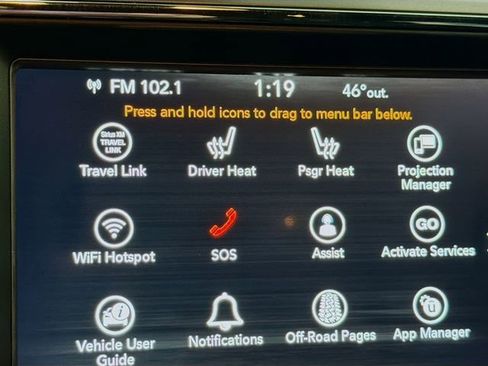 FM 102.1 1:19 46°out.
Press and hold icons to drag to menu bar below.
Sirius XM
TRAVEL
LINK
Travel Link Driver Heat Psgr Heat Projection
Manager
GO
WiFi Hotspot SOS Assist Activate Services
Vehicle User
Guide Notifications Off-Road Pages App Manager